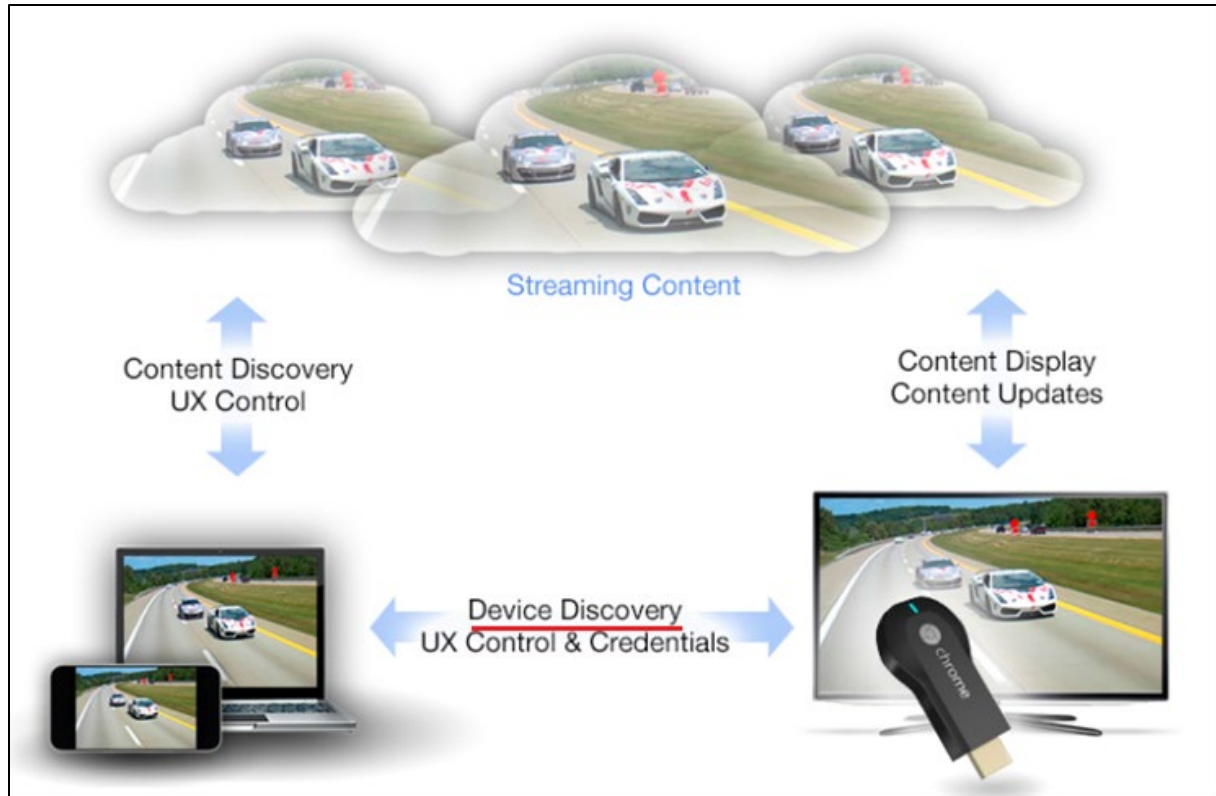 Streaming Content
Content Discovery
UX Control
Content Display
Content Updates
Device Discovery
UX Control & Credentials
chrome